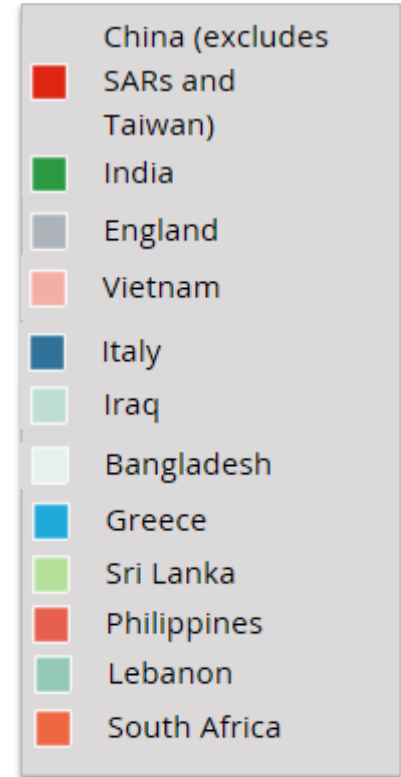 China (excludes
SARs and
Taiwan)
India
England
Vietnam
Italy
Iraq
Bangladesh
Greece
Sri Lanka
Philippines
Lebanon
South Africa